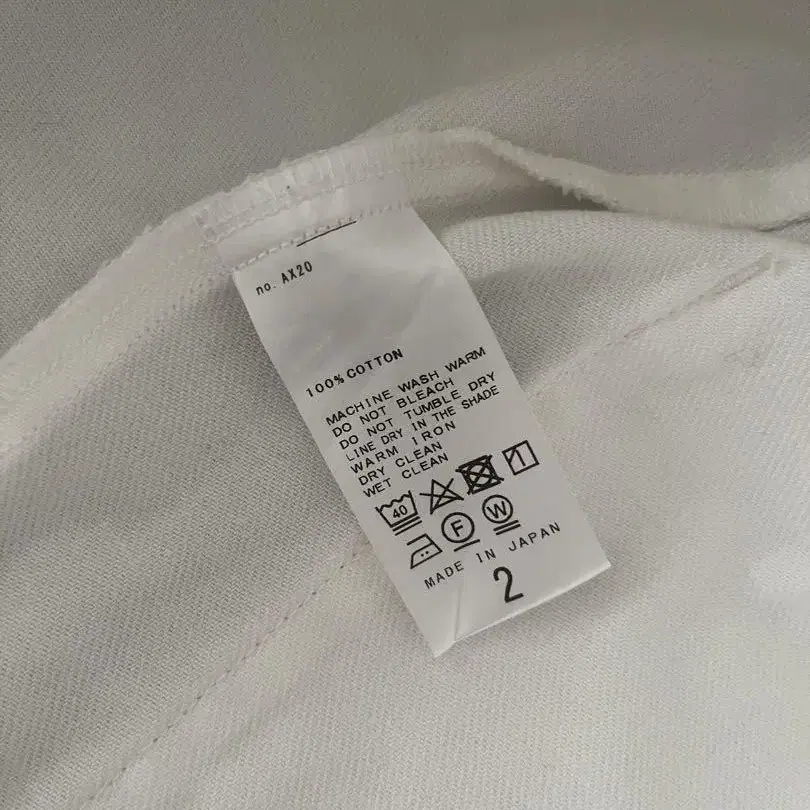 no. AX20
100% COTTON
MACHINE WASH WARM
DO NOT BLEACH
DO NOT TUMBLE DRY
LINE DRY IN THE SHADE
WARM IRON
DRY CLEAN
WET CLEAN
40
F W
MADE IN JAPAN
2